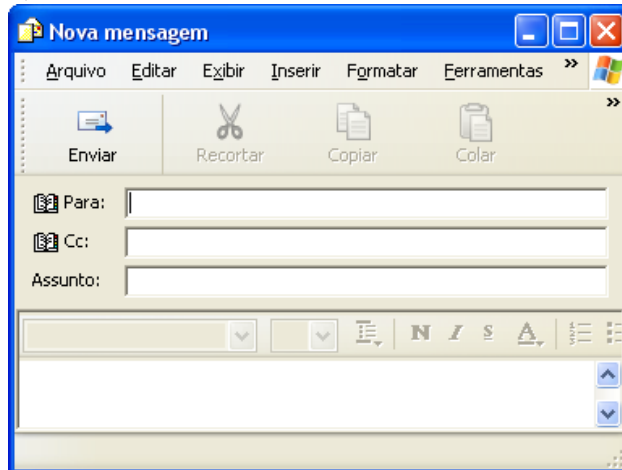 Nova mensagem
Arquivo Editar Exibir Inserir Formatar Ferramentas »
»
Enviar Recortar Copiar Colar
Para:
Cc:
Assunto:
N I S A